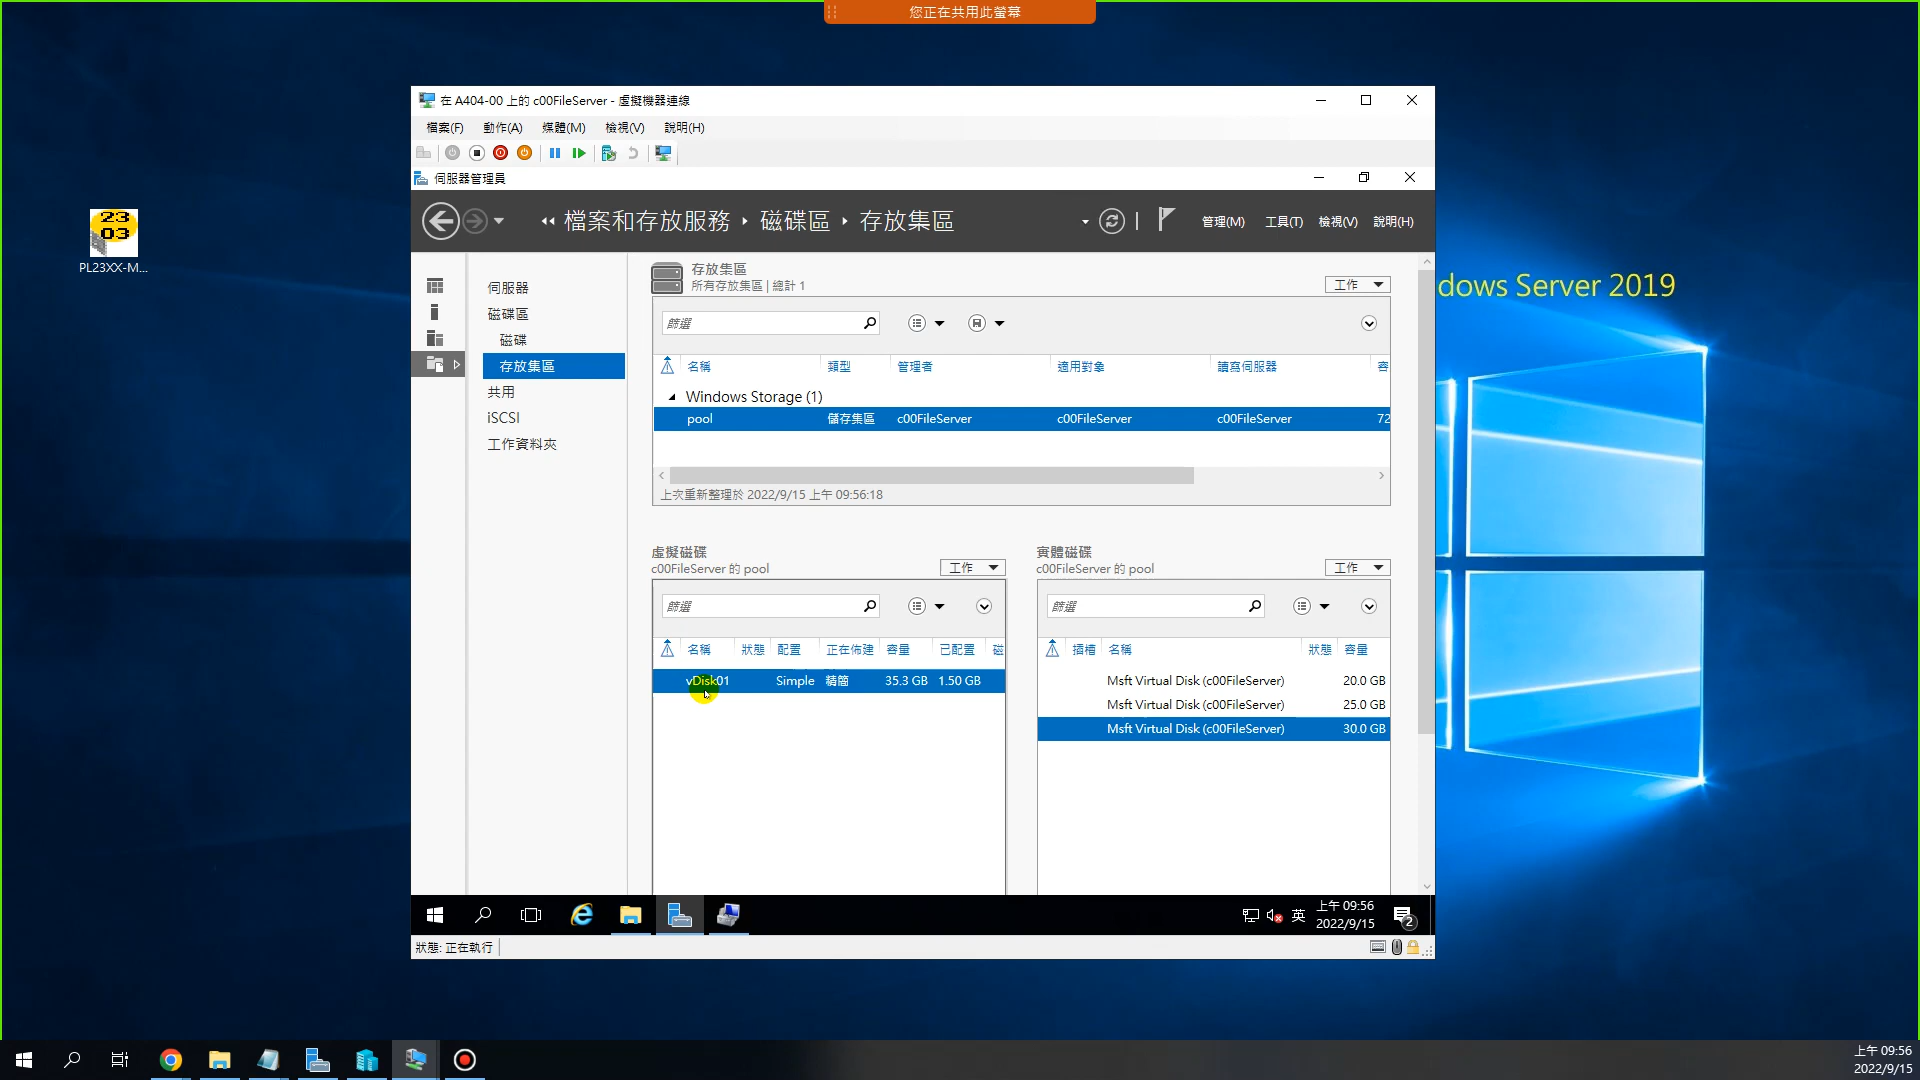 您正在共用此螢幕
在 A404-00 上的 c00FileServer - 虛擬機器連線
檔案(F) 動作(A) 媒體(M) 檢視(V) 說明(H)
伺服器管理員
檔案和存放服務 磁碟區 存放集區
管理(M) 工具(T) 檢視(V) 說明(H)
23
03
PL23XX-M...
dows Server 2019
伺服器
磁碟區
磁碟
存放集區
共用
iSCSI
工作資料夾
存放集區
所有存放集區 | 總計 1
工作
篩選
名稱 類型 管理者 適用對象 讀寫伺服器 容
Windows Storage (1)
pool 儲存集區 c00FileServer c00FileServer c00FileServer 72
上次重新整理於 2022/9/15 上午 09:56:18
虛擬磁碟
c00FileServer 的 pool
工作
篩選
名稱 狀態 配置 正在佈建 容量 已配置 磁
vDisk01 Simple 精簡 35.3 GB 1.50 GB
實體磁碟
c00FileServer 的 pool
工作
篩選
插槽 名稱 狀態 容量
Msft Virtual Disk (c00FileServer) 20.0 GB
Msft Virtual Disk (c00FileServer) 25.0 GB
Msft Virtual Disk (c00FileServer) 30.0 GB
英
上午 09:56
2022/9/15
2
狀態: 正在執行
上午 09:56
2022/9/15